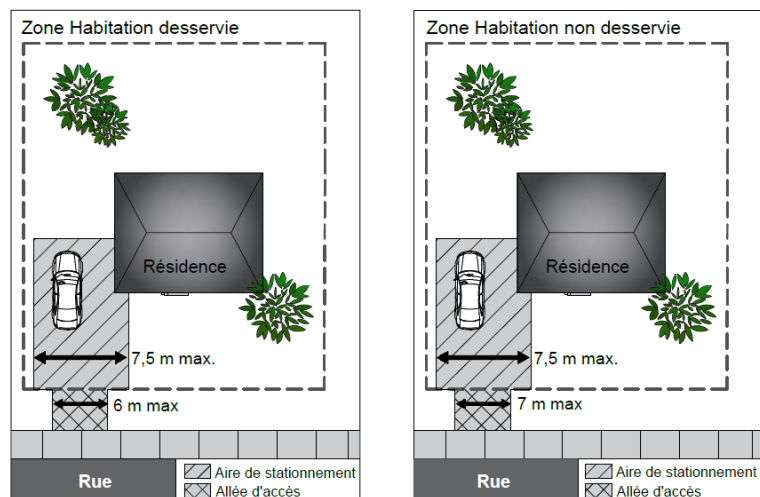 Zone Habitation desservie
Résidence
7,5 m max.
6 m max
Rue
Aire de stationnement
Allée d'accès
Zone Habitation non desservie
Résidence
7,5 m max.
7 m max
Rue
Aire de stationnement
Allée d'accès